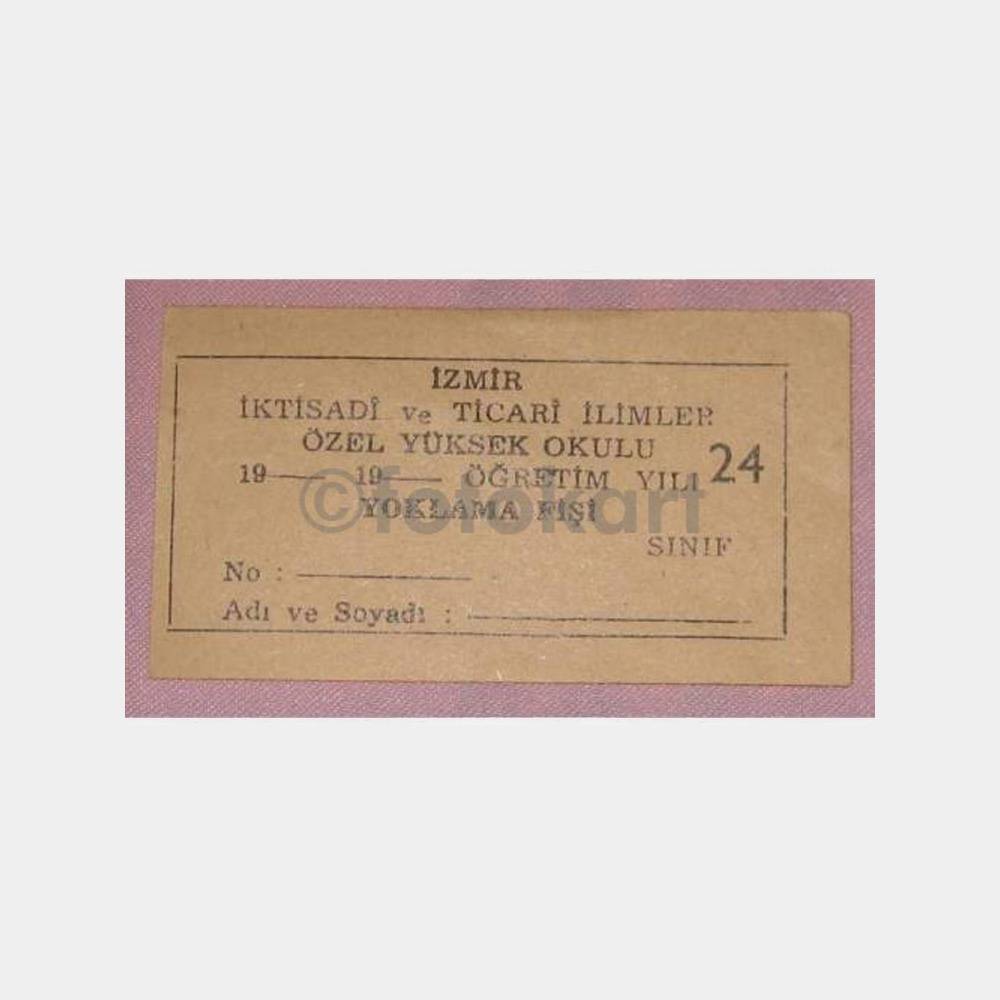 İZMİR
İKTİSADİ ve TİCARİ İLİMLER
ÖZEL YÜKSEK OKULU
24
19—— 19—— ÖĞRETİM YILI
YOKLAMA FİŞİ
SINIF
No : ————
Adı ve Soyadı : ————
©fotokart